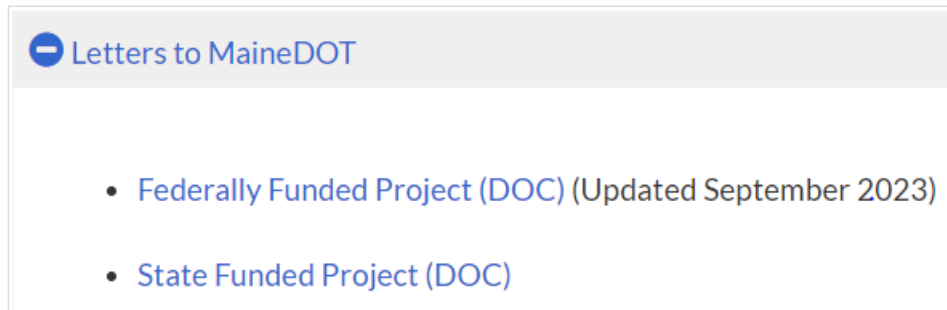 Letters to MaineDOT
Federally Funded Project (DOC) (Updated September 2023)
State Funded Project (DOC)